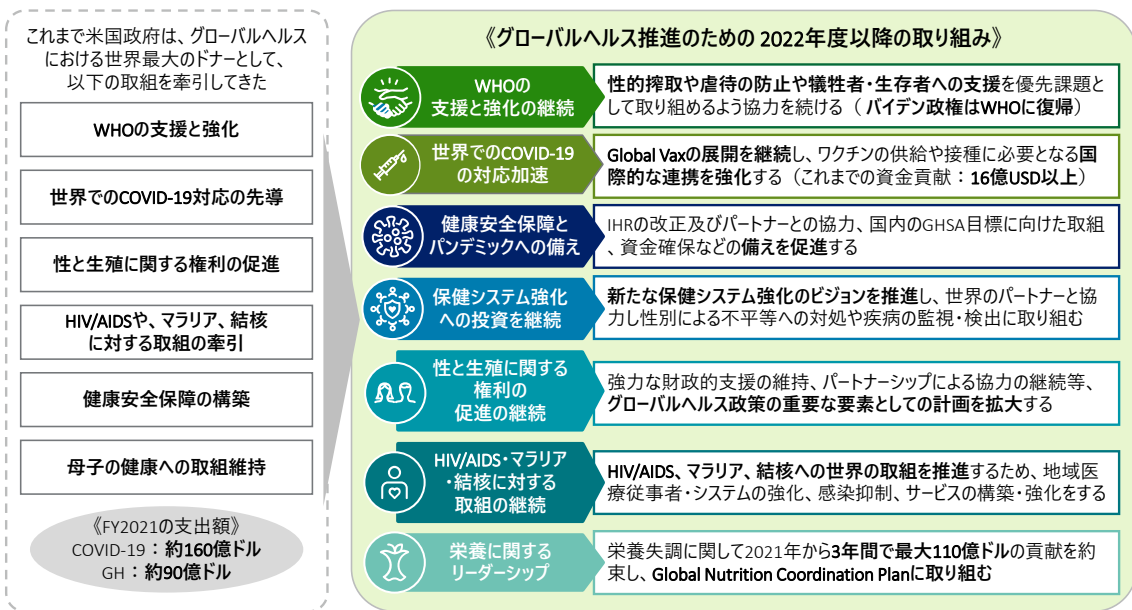 これまで米国政府は、グローバルヘルス
における世界最大のドナーとして、
以下の取組を牽引してきた
WHOの支援と強化
世界でのCOVID-19対応の先導
性と生殖に関する権利の促進
HIV/AIDSや、マラリア、結核
に対する取組の牽引
健康安全保障の構築
母子の健康への取組維持
《FY2021の支出額》
COVID-19：約160億ドル
GH：約90億ドル
《グローバルヘルス推進のための 2022年度以降の取り組み》
WHOの
支援と強化の継続
性的搾取や虐待の防止や犠牲者・生存者への支援を優先課題
として取り組めるよう協力を続ける（ バイデン政権はWHOに復帰）
世界でのCOVID-19
の対応加速
Global Vaxの展開を継続し、ワクチンの供給や接種に必要となる国
際的な連携を強化する（これまでの資金貢献：16億USD以上）
健康安全保障と
パンデミックへの備え
IHRの改正及びパートナーとの協力、国内のGHSA目標に向けた取組
、資金確保などの備えを促進する
保健システム強化
への投資を継続
新たな保健システム強化のビジョンを推進し、世界のパートナーと協
力し性別による不平等への対処や疾病の監視・検出に取り組む
性と生殖に関する
権利の
促進の継続
強力な財政的支援の維持、パートナーシップによる協力の継続等、
グローバルヘルス政策の重要な要素としての計画を拡大する
HIV/AIDS・マラリア
・結核に対する
取組の継続
HIV/AIDS、マラリア、結核への世界の取組を推進するため、地域医
療従事者・システムの強化、感染抑制、サービスの構築・強化をする
栄養に関する
リーダーシップ
栄養失調に関して2021年から3年間で最大110億ドルの貢献を約
束し、Global Nutrition Coordination Planに取り組む